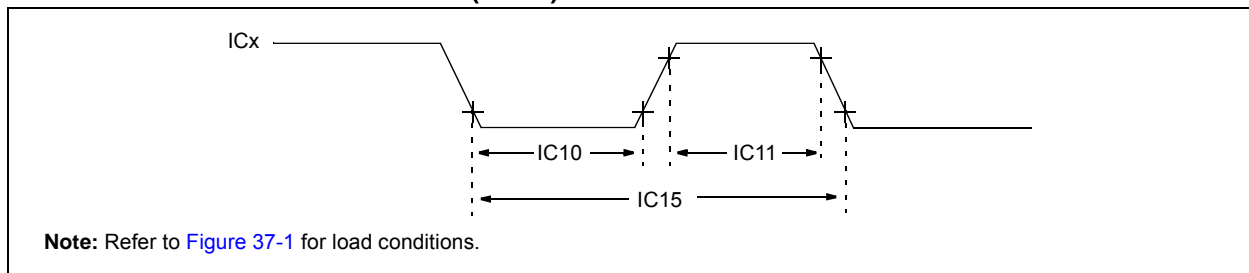 ICx
IC10
IC11
IC15
Note: Refer to Figure 37-1 for load conditions.